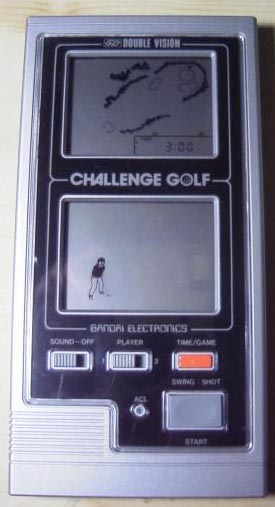 DOUBLE VISION
3:00
CHALLENGE GOLF
BANDAI ELECTRONICS
SOUND-OFF PLAYER TIME/GAME
1 2
SWING SHOT
ACL
START